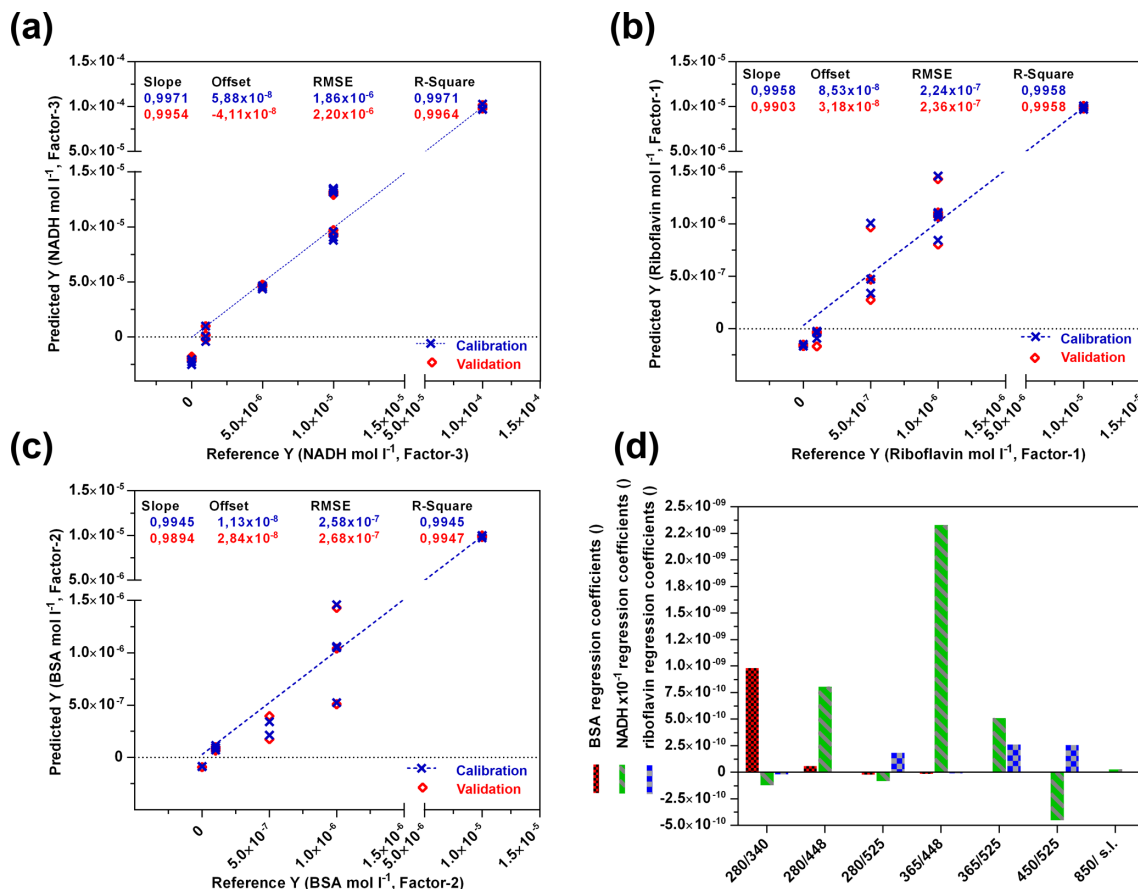 (a)
Predicted Y (NADH mol l⁻¹, Factor-3)
1.5× 10⁻⁴
1.0× 10⁻⁴
5.0× 10⁻⁵
1.5× 10⁻⁵
1.0× 10⁻⁵
5.0× 10⁻⁶
0
Slope Offset RMSE R-Square
0,9971 5,88x10⁻⁸ 1,86x10⁻⁶ 0,9971
0,9954 -4,11x10⁻⁸ 2,20x10⁻⁶ 0,9964
Calibration
Validation
0 5.0× 10⁻⁶ 1.0× 10⁻⁵ 1.5× 10⁻⁵ 5.0× 10⁻⁵ 1.0× 10⁻⁴ 1.5× 10⁻⁴
Reference Y (NADH mol l⁻¹, Factor-3)
(b)
Predicted Y (Riboflavin mol l⁻¹, Factor-1)
1.5× 10⁻⁵
1.0× 10⁻⁵
5.0× 10⁻⁶
1.5× 10⁻⁶
1.0× 10⁻⁶
5.0× 10⁻⁷
0
Slope Offset RMSE R-Square
0,9958 8,53x10⁻⁸ 2,24x10⁻⁷ 0,9958
0,9903 3,18x10⁻⁸ 2,36x10⁻⁷ 0,9958
Calibration
Validation
0 5.0× 10⁻⁷ 1.0× 10⁻⁶ 1.5× 10⁻⁶ 5.0× 10⁻⁶ 1.0× 10⁻⁵ 1.5× 10⁻⁵
Reference Y (Riboflavin mol l⁻¹, Factor-1)
(c)
Predicted Y (BSA mol l⁻¹, Factor-2)
1.5× 10⁻⁵
1.0× 10⁻⁵
5.0× 10⁻⁶
1.5× 10⁻⁶
1.0× 10⁻⁶
5.0× 10⁻⁷
0
Slope Offset RMSE R-Square
0,9945 1,13x10⁻⁸ 2,58x10⁻⁷ 0,9945
0,9894 2,84x10⁻⁸ 2,68x10⁻⁷ 0,9947
Calibration
Validation
0 5.0× 10⁻⁷ 1.0× 10⁻⁶ 1.5× 10⁻⁶ 5.0× 10⁻⁶ 1.0× 10⁻⁵ 1.5× 10⁻⁵
Reference Y (BSA mol l⁻¹, Factor-2)
(d)
BSA regression coefficients ()
NADH x10⁻¹ regression coefficients ()
riboflavin regression coefficients ()
2.5× 10⁻⁰⁹
2.3× 10⁻⁰⁹
2.0× 10⁻⁰⁹
1.8× 10⁻⁰⁹
1.5× 10⁻⁰⁹
1.3× 10⁻⁰⁹
1.0× 10⁻⁰⁹
7.5× 10⁻¹⁰
5.0× 10⁻¹⁰
2.5× 10⁻¹⁰
0
-2.5× 10⁻¹⁰
-5.0× 10⁻¹⁰
280/340 280/448 280/525 365/448 365/525 450/525 850/ s.l.